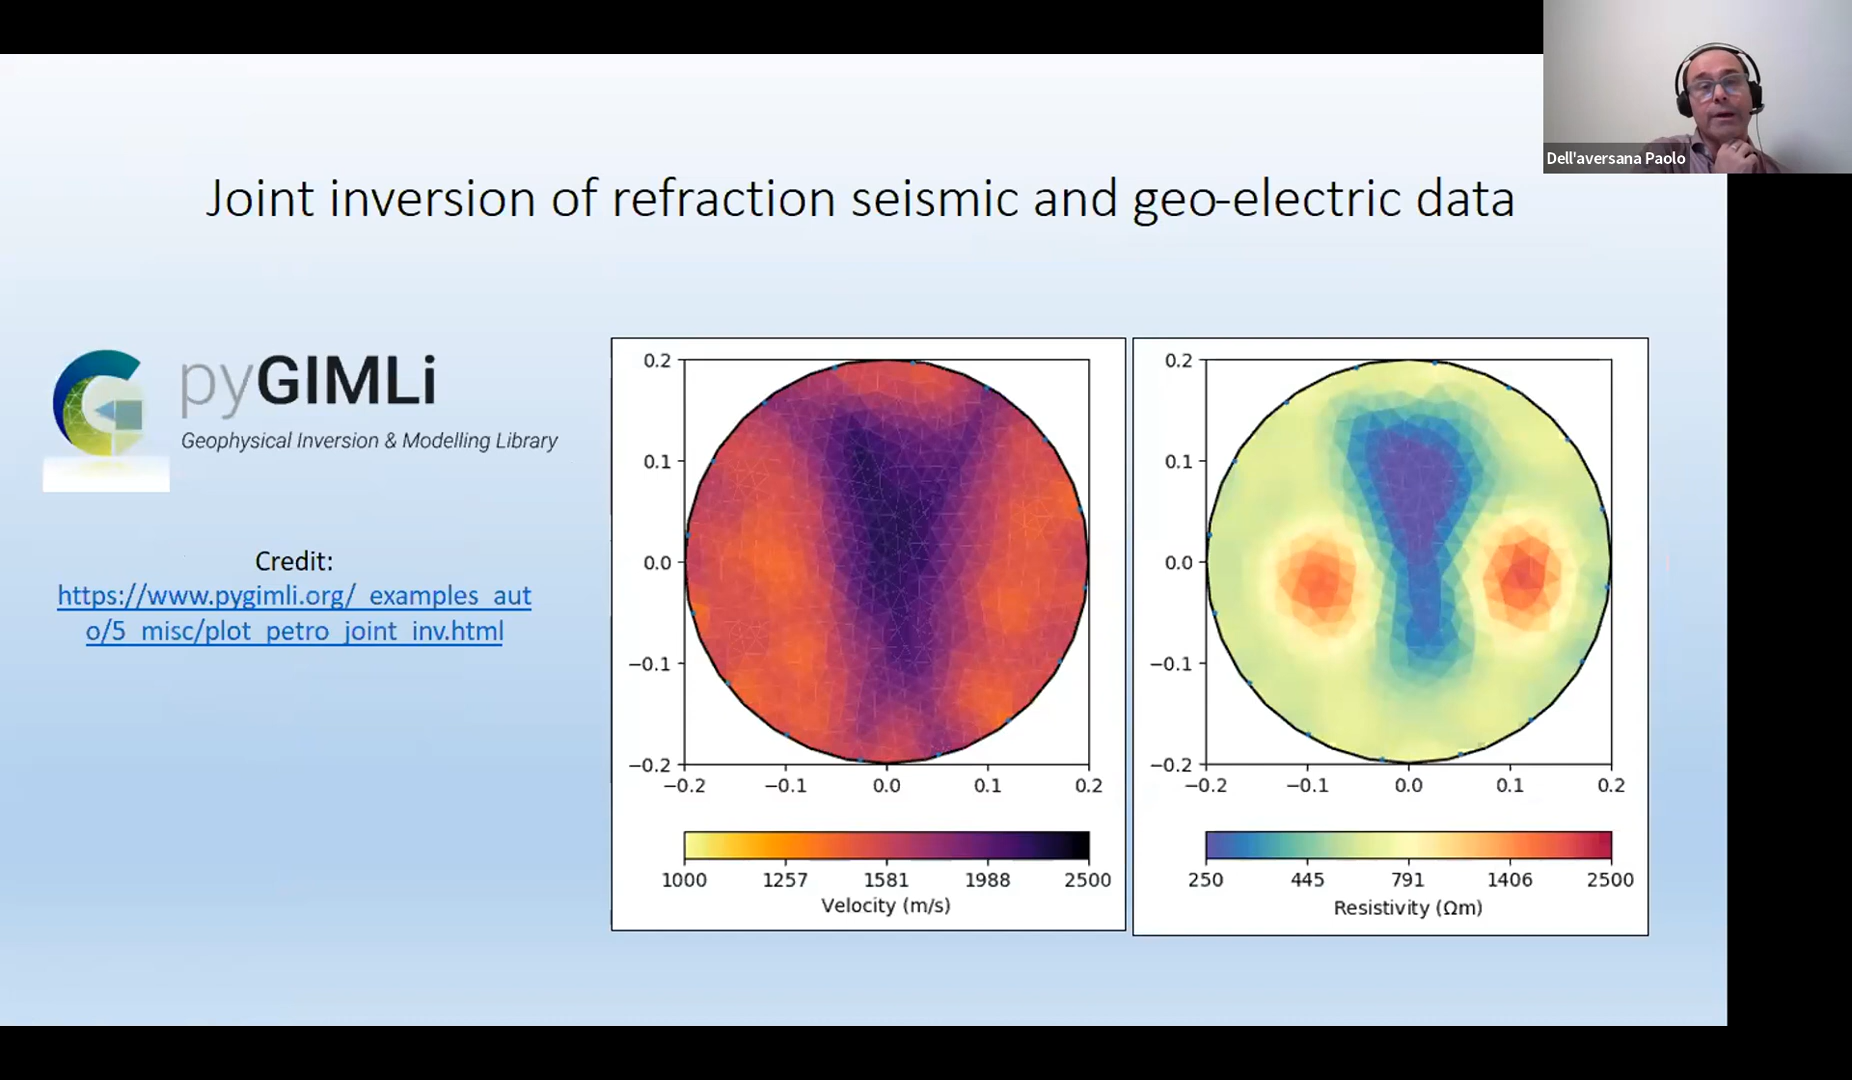 Dell'aversana Paolo
Joint inversion of refraction seismic and geo-electric data
pyGIMLi
Geophysical Inversion & Modelling Library
Credit:
https://www.pygimli.org/_examples_aut
o/5_misc/plot_petro_joint_inv.html
0.2
0.1
0.0
−0.1
−0.2
−0.2 −0.1 0.0 0.1 0.2
1000 1257 1581 1988 2500
Velocity (m/s)
0.2
0.1
0.0
−0.1
−0.2
−0.2 −0.1 0.0 0.1 0.2
250 445 791 1406 2500
Resistivity (Ωm)